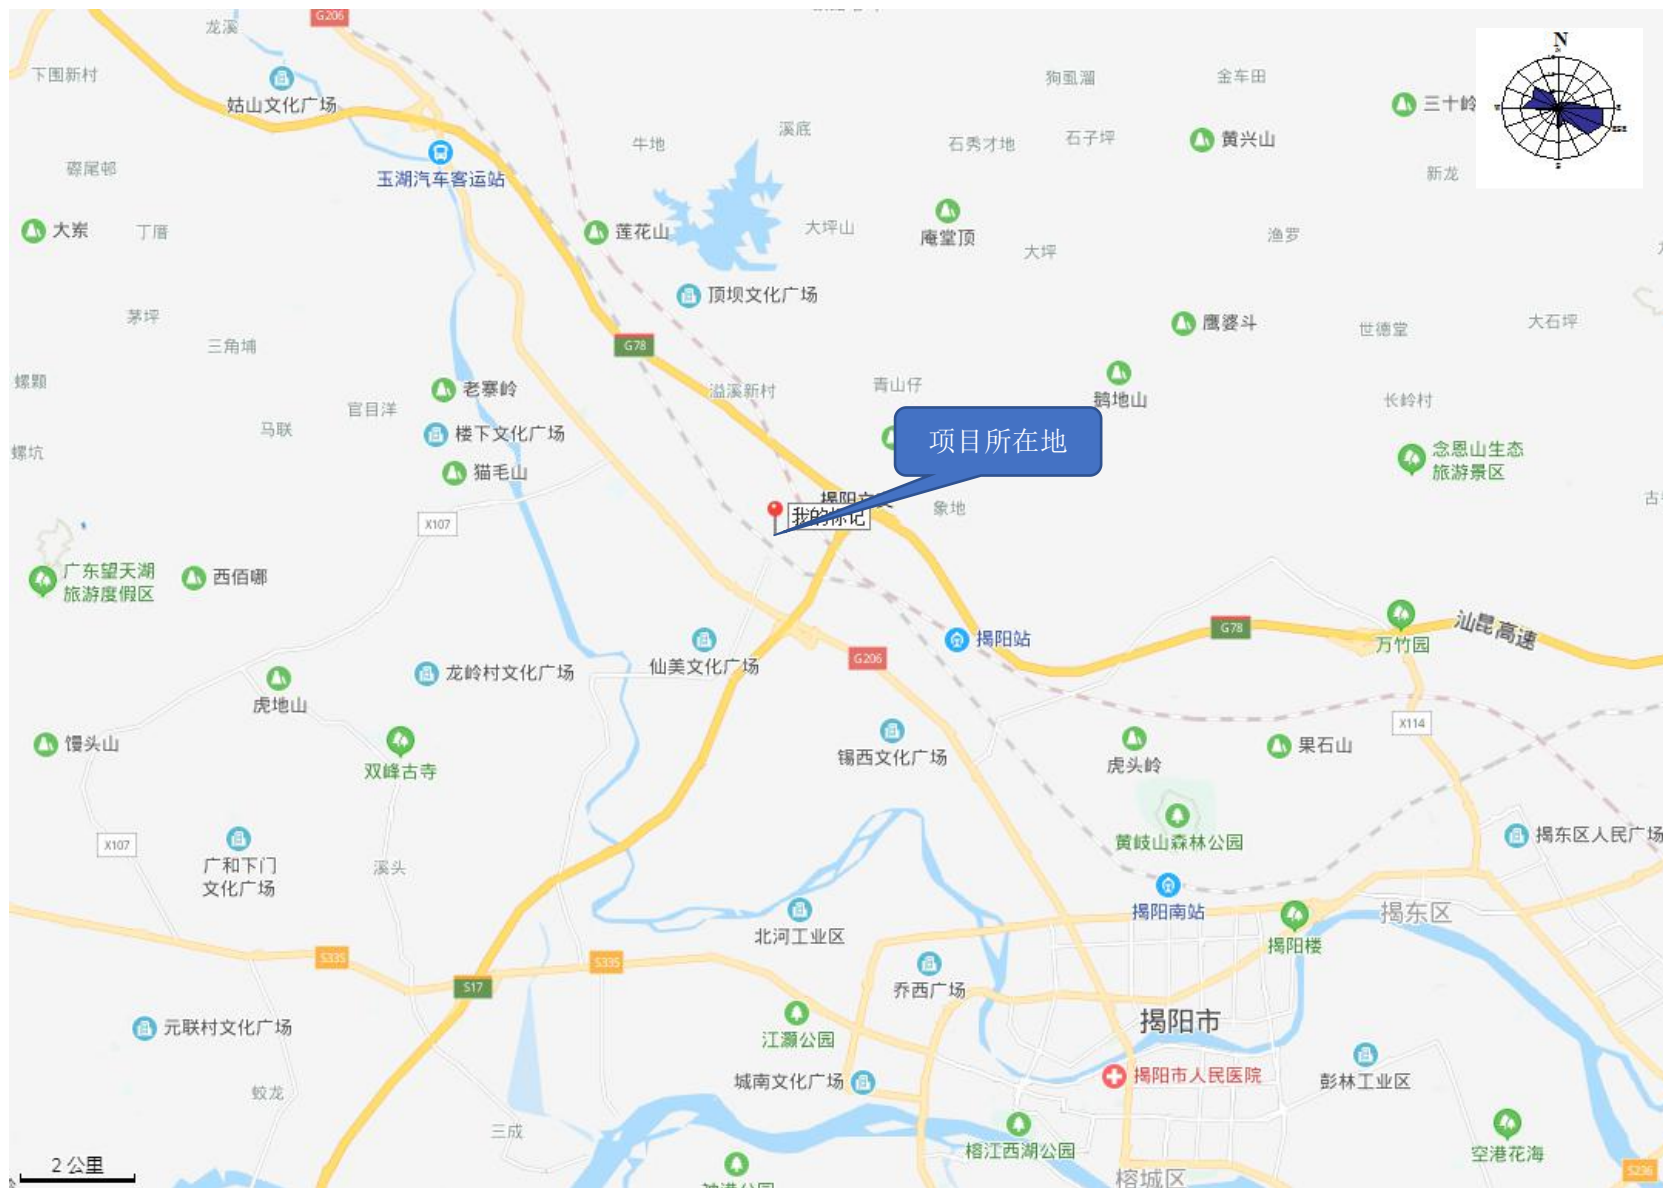 龙溪
G206
N
下围新村
姑山文化广场
狗虱溜
金车田
三十岭
牛地
溪底
石秀才地
石子坪
黄兴山
磜尾邨
玉湖汽车客运站
新龙
大岽
丁厝
莲花山
大坪山
庵堂顶
大坪
渔罗
顶坝文化广场
茅坪
三角埔
G78
鹰婆斗
世德堂
大石坪
螺颗
老寨岭
官目洋
溢溪新村
青山仔
鹅地山
长岭村
马联
楼下文化广场
项目所在地
螺坑
猫毛山
念恩山生态
旅游景区
X107
我的标记
象地
广东望天湖
旅游度假区
西佰哪
揭阳站
G78
汕昆高速
万竹园
仙美文化广场
G206
龙岭村文化广场
虎地山
X114
馒头山
双峰古寺
锡西文化广场
虎头岭
果石山
X107
广和下门
文化广场
溪头
黄岐山森林公园
揭东区人民广场
揭阳南站
揭东区
北河工业区
揭阳楼
S335
S335
S17
乔西广场
元联村文化广场
江灏公园
揭阳市
城南文化广场
揭阳市人民医院
彭林工业区
蛟龙
三成
榕江西湖公园
空港花海
2 公里
榕城区
S236